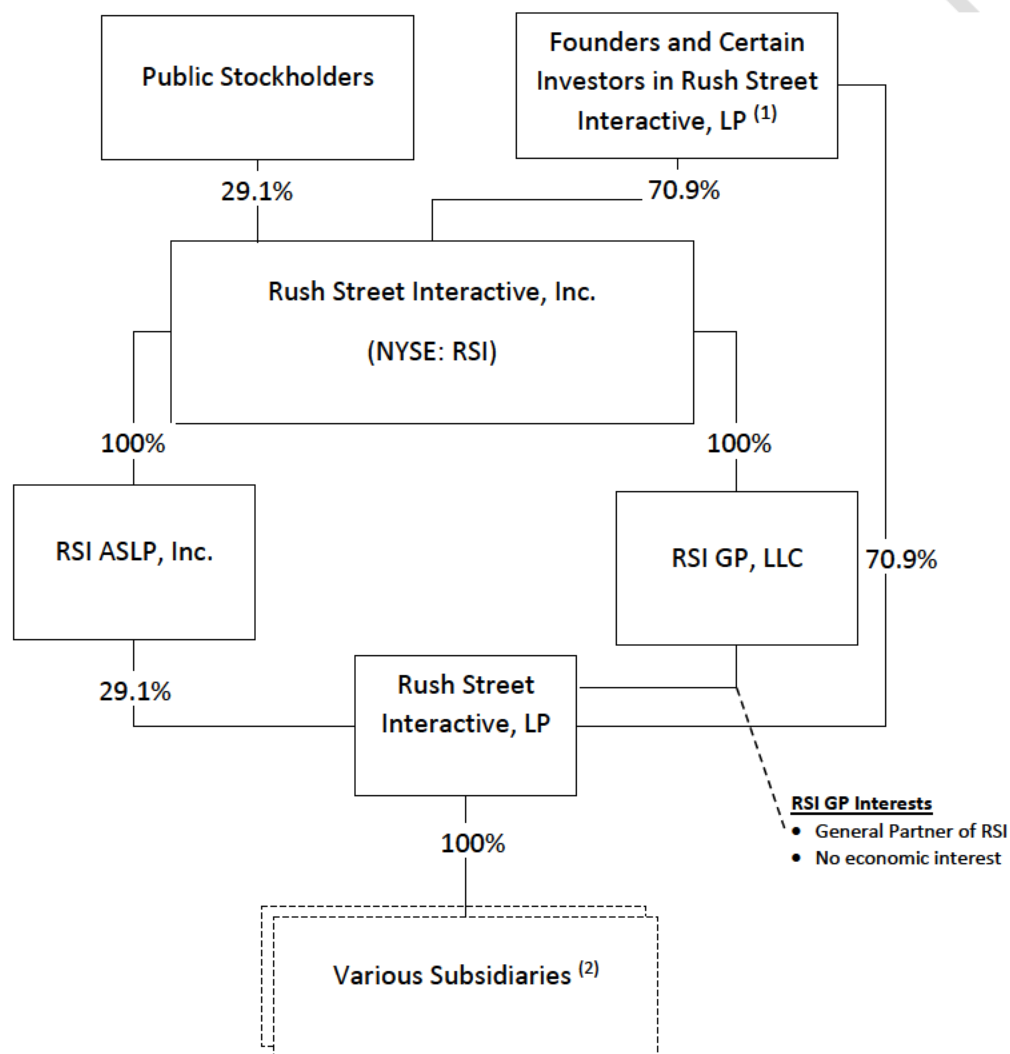 Public Stockholders
Founders and Certain
Investors in Rush Street
Interactive, LP (1)
29.1%
70.9%
Rush Street Interactive, Inc.
(NYSE: RSI)
100%
100%
RSI ASLP, Inc.
RSI GP, LLC
70.9%
29.1%
Rush Street
Interactive, LP
RSI GP Interests
• General Partner of RSI
• No economic interest
100%
Various Subsidiaries (2)